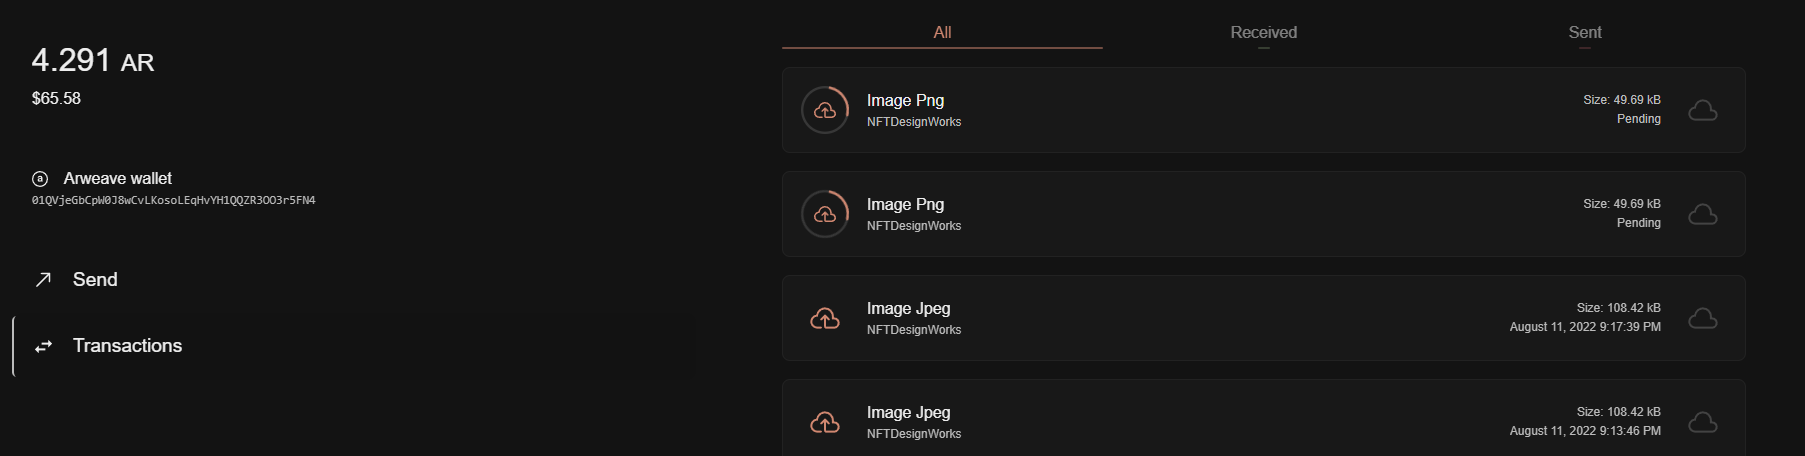 4.291 AR
$65.58
Arweave wallet
01QVjeGbCpW0J8wCvLKosoLEqHvYH1QQZR3OO3r5FN4
Send
Transactions
All Received Sent
Image Png
NFTDesignWorks
Size: 49.69 kB
Pending
Image Png
NFTDesignWorks
Size: 49.69 kB
Pending
Image Jpeg
NFTDesignWorks
Size: 108.42 kB
August 11, 2022 9:17:39 PM
Image Jpeg
NFTDesignWorks
Size: 108.42 kB
August 11, 2022 9:13:46 PM